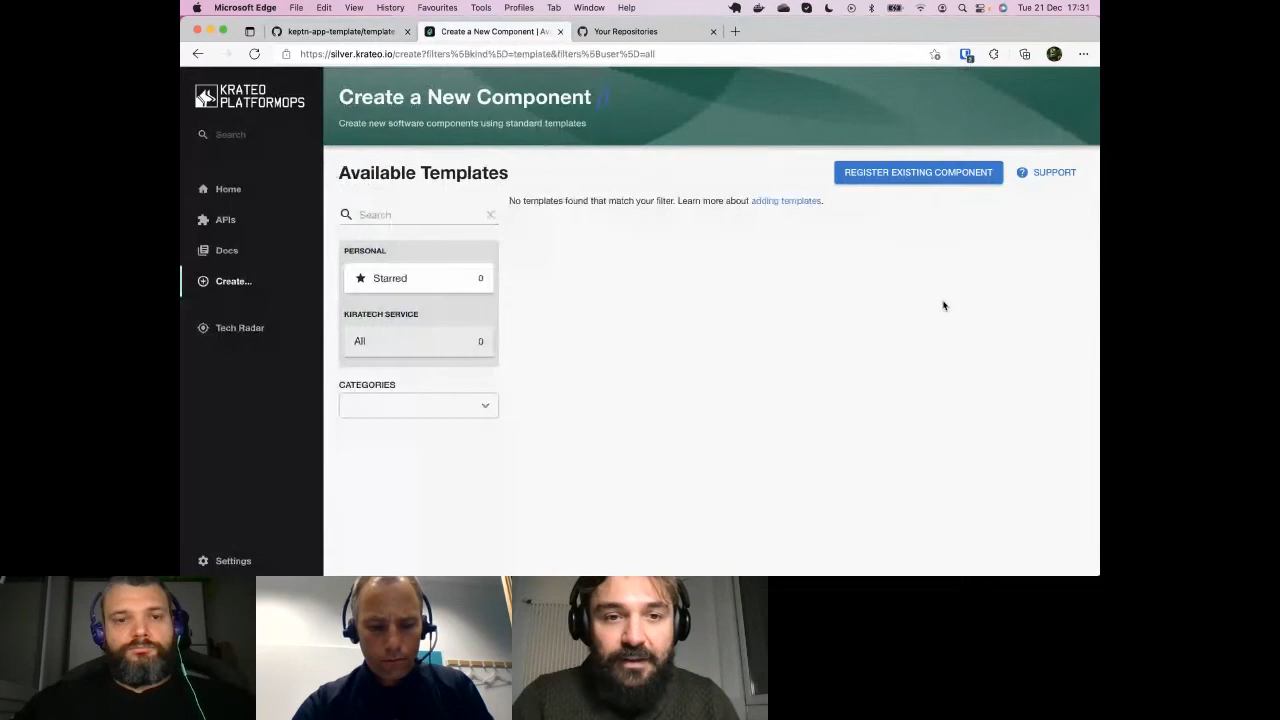 Microsoft Edge File Edit View History Favourites Tools Profiles Tab Window Help Tue 21 Dec 17:31
keptn-app-template/template Create a New Component | Av Your Repositories
https://silver.krateo.io/create?filters%5Bkind%5D=template&filters%5Buser%5D=all
KRATEO
PLATFORMOPS
Search
Home
APIs
Docs
Create...
Tech Radar
Settings
Create a New Component
Create new software components using standard templates
Available Templates
REGISTER EXISTING COMPONENT
SUPPORT
No templates found that match your filter. Learn more about adding templates.
Search
PERSONAL
Starred 0
KIRATECH SERVICE
All 0
CATEGORIES